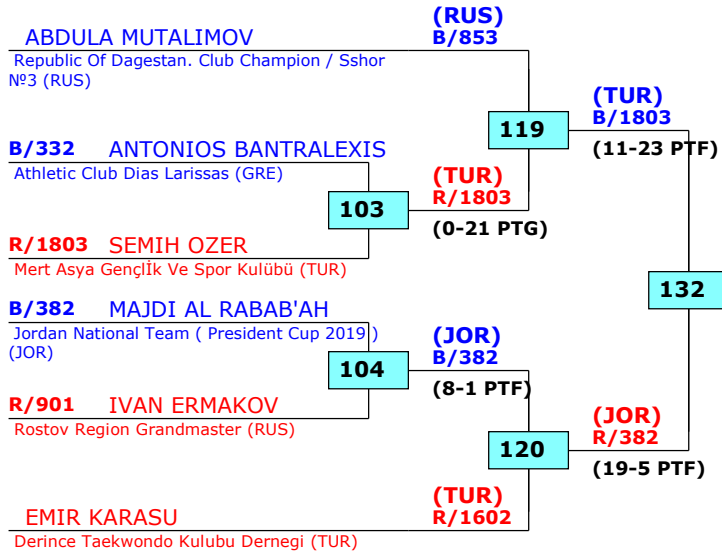 (RUS)
ABDULA MUTALIMOV B/853
Republic Of Dagestan. Club Champion / Sshor
№3 (RUS)
(TUR)
B/1803
119
(11-23 PTF)
B/332 ANTONIOS BANTRALEXIS
Athletic Club Dias Larissas (GRE)
(TUR)
R/1803
103
(0-21 PTG)
R/1803 SEMIH OZER
Mert Asya Gençlİk Ve Spor Kulübü (TUR)
132
B/382 MAJDI AL RABAB'AH
Jordan National Team ( President Cup 2019 )
(JOR)
(JOR)
B/382
104
(8-1 PTF)
R/901 IVAN ERMAKOV
Rostov Region Grandmaster (RUS)
(JOR)
R/382
120
(19-5 PTF)
(TUR)
EMIR KARASU R/1602
Derince Taekwondo Kulubu Dernegi (TUR)